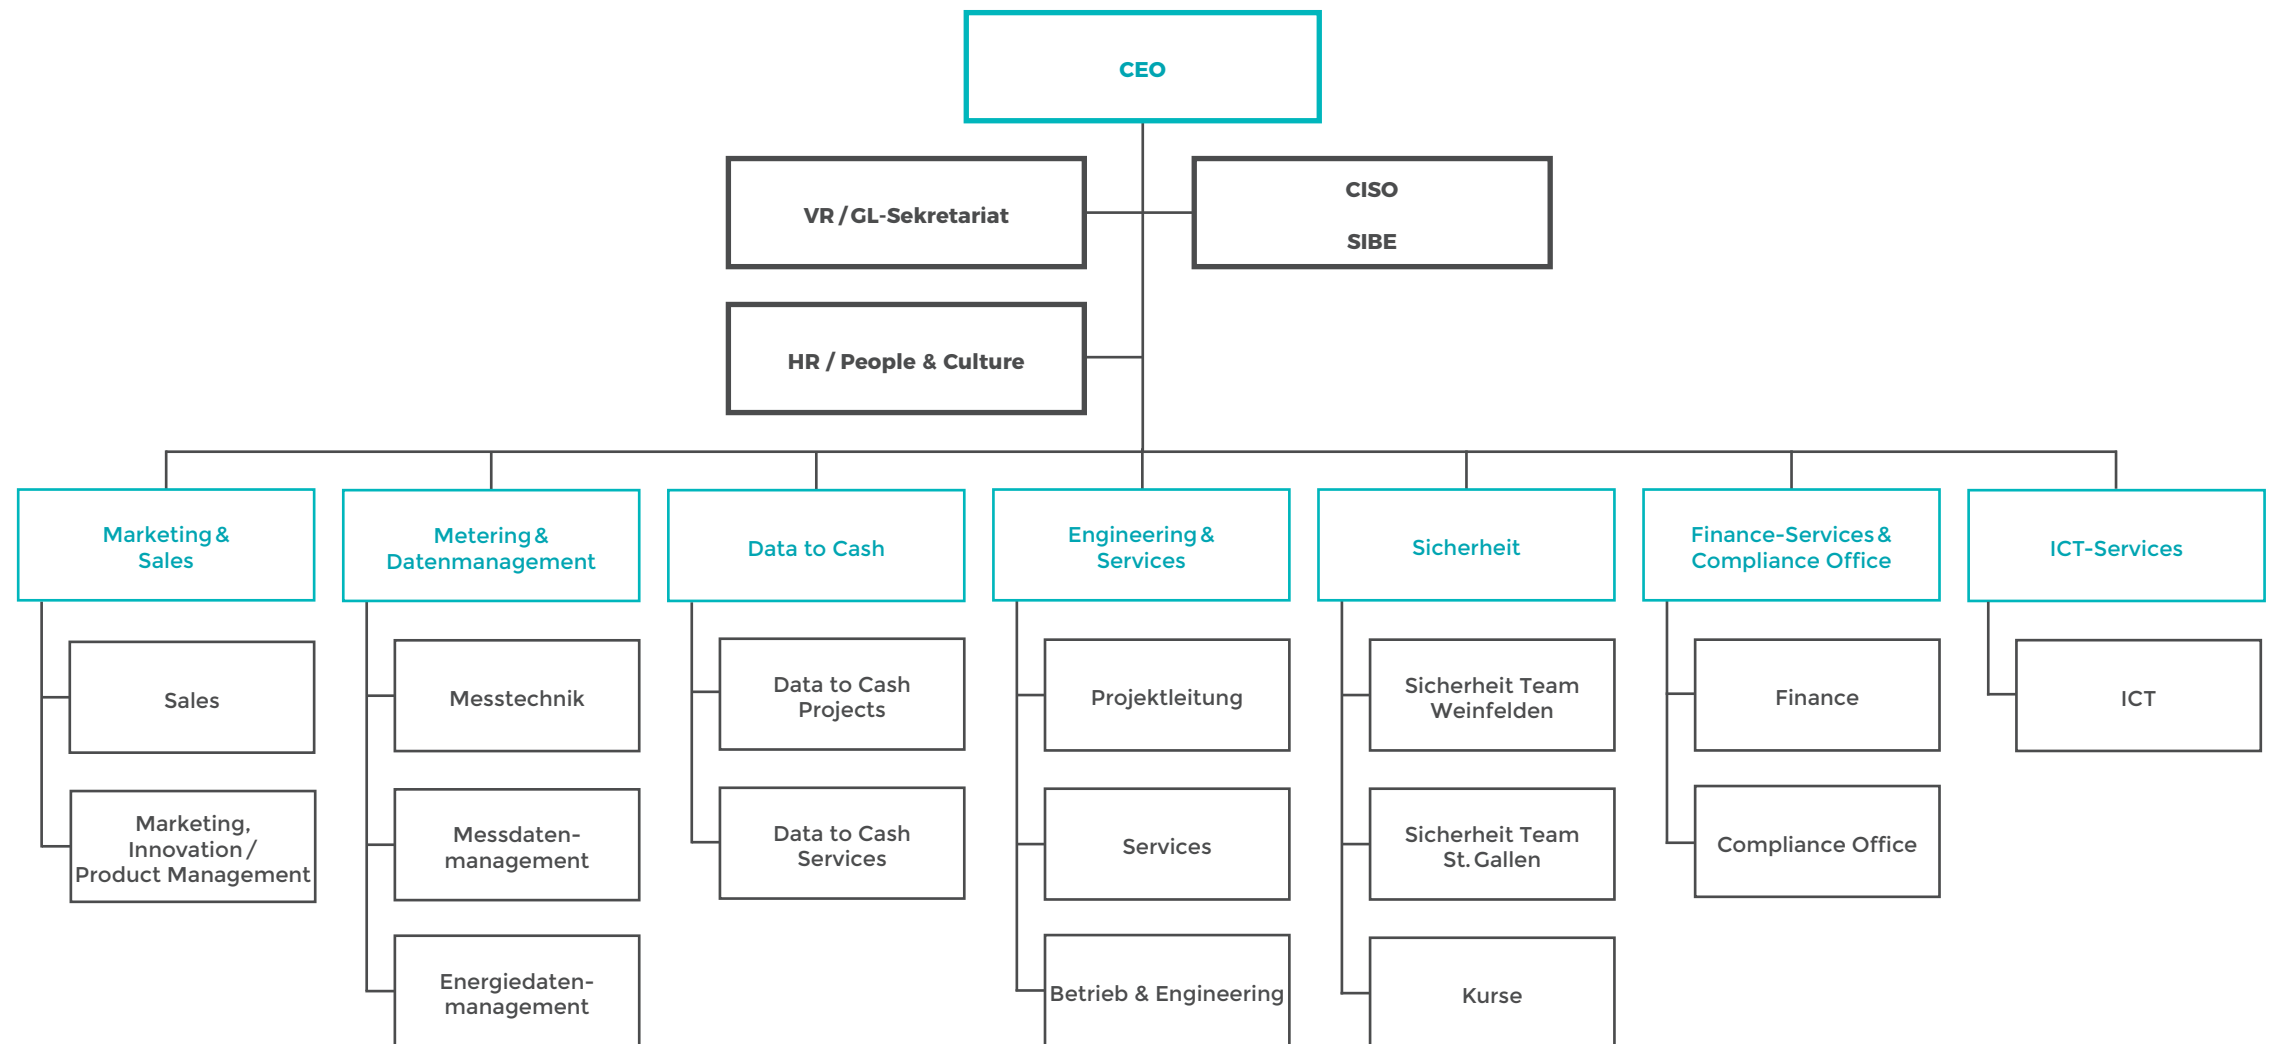 CEO
VR / GL-Sekretariat
CISO
SIBE
HR / People & Culture
Marketing &
Sales
Metering &
Datenmanagement
Data to Cash
Engineering &
Services
Sicherheit
Finance-Services &
Compliance Office
ICT-Services
Sales
Messtechnik
Data to Cash
Projects
Projektleitung
Sicherheit Team
Weinfelden
Finance
ICT
Marketing,
Innovation /
Product Management
Messdaten-
management
Data to Cash
Services
Services
Sicherheit Team
St. Gallen
Compliance Office
Energiedaten-
management
Betrieb & Engineering
Kurse